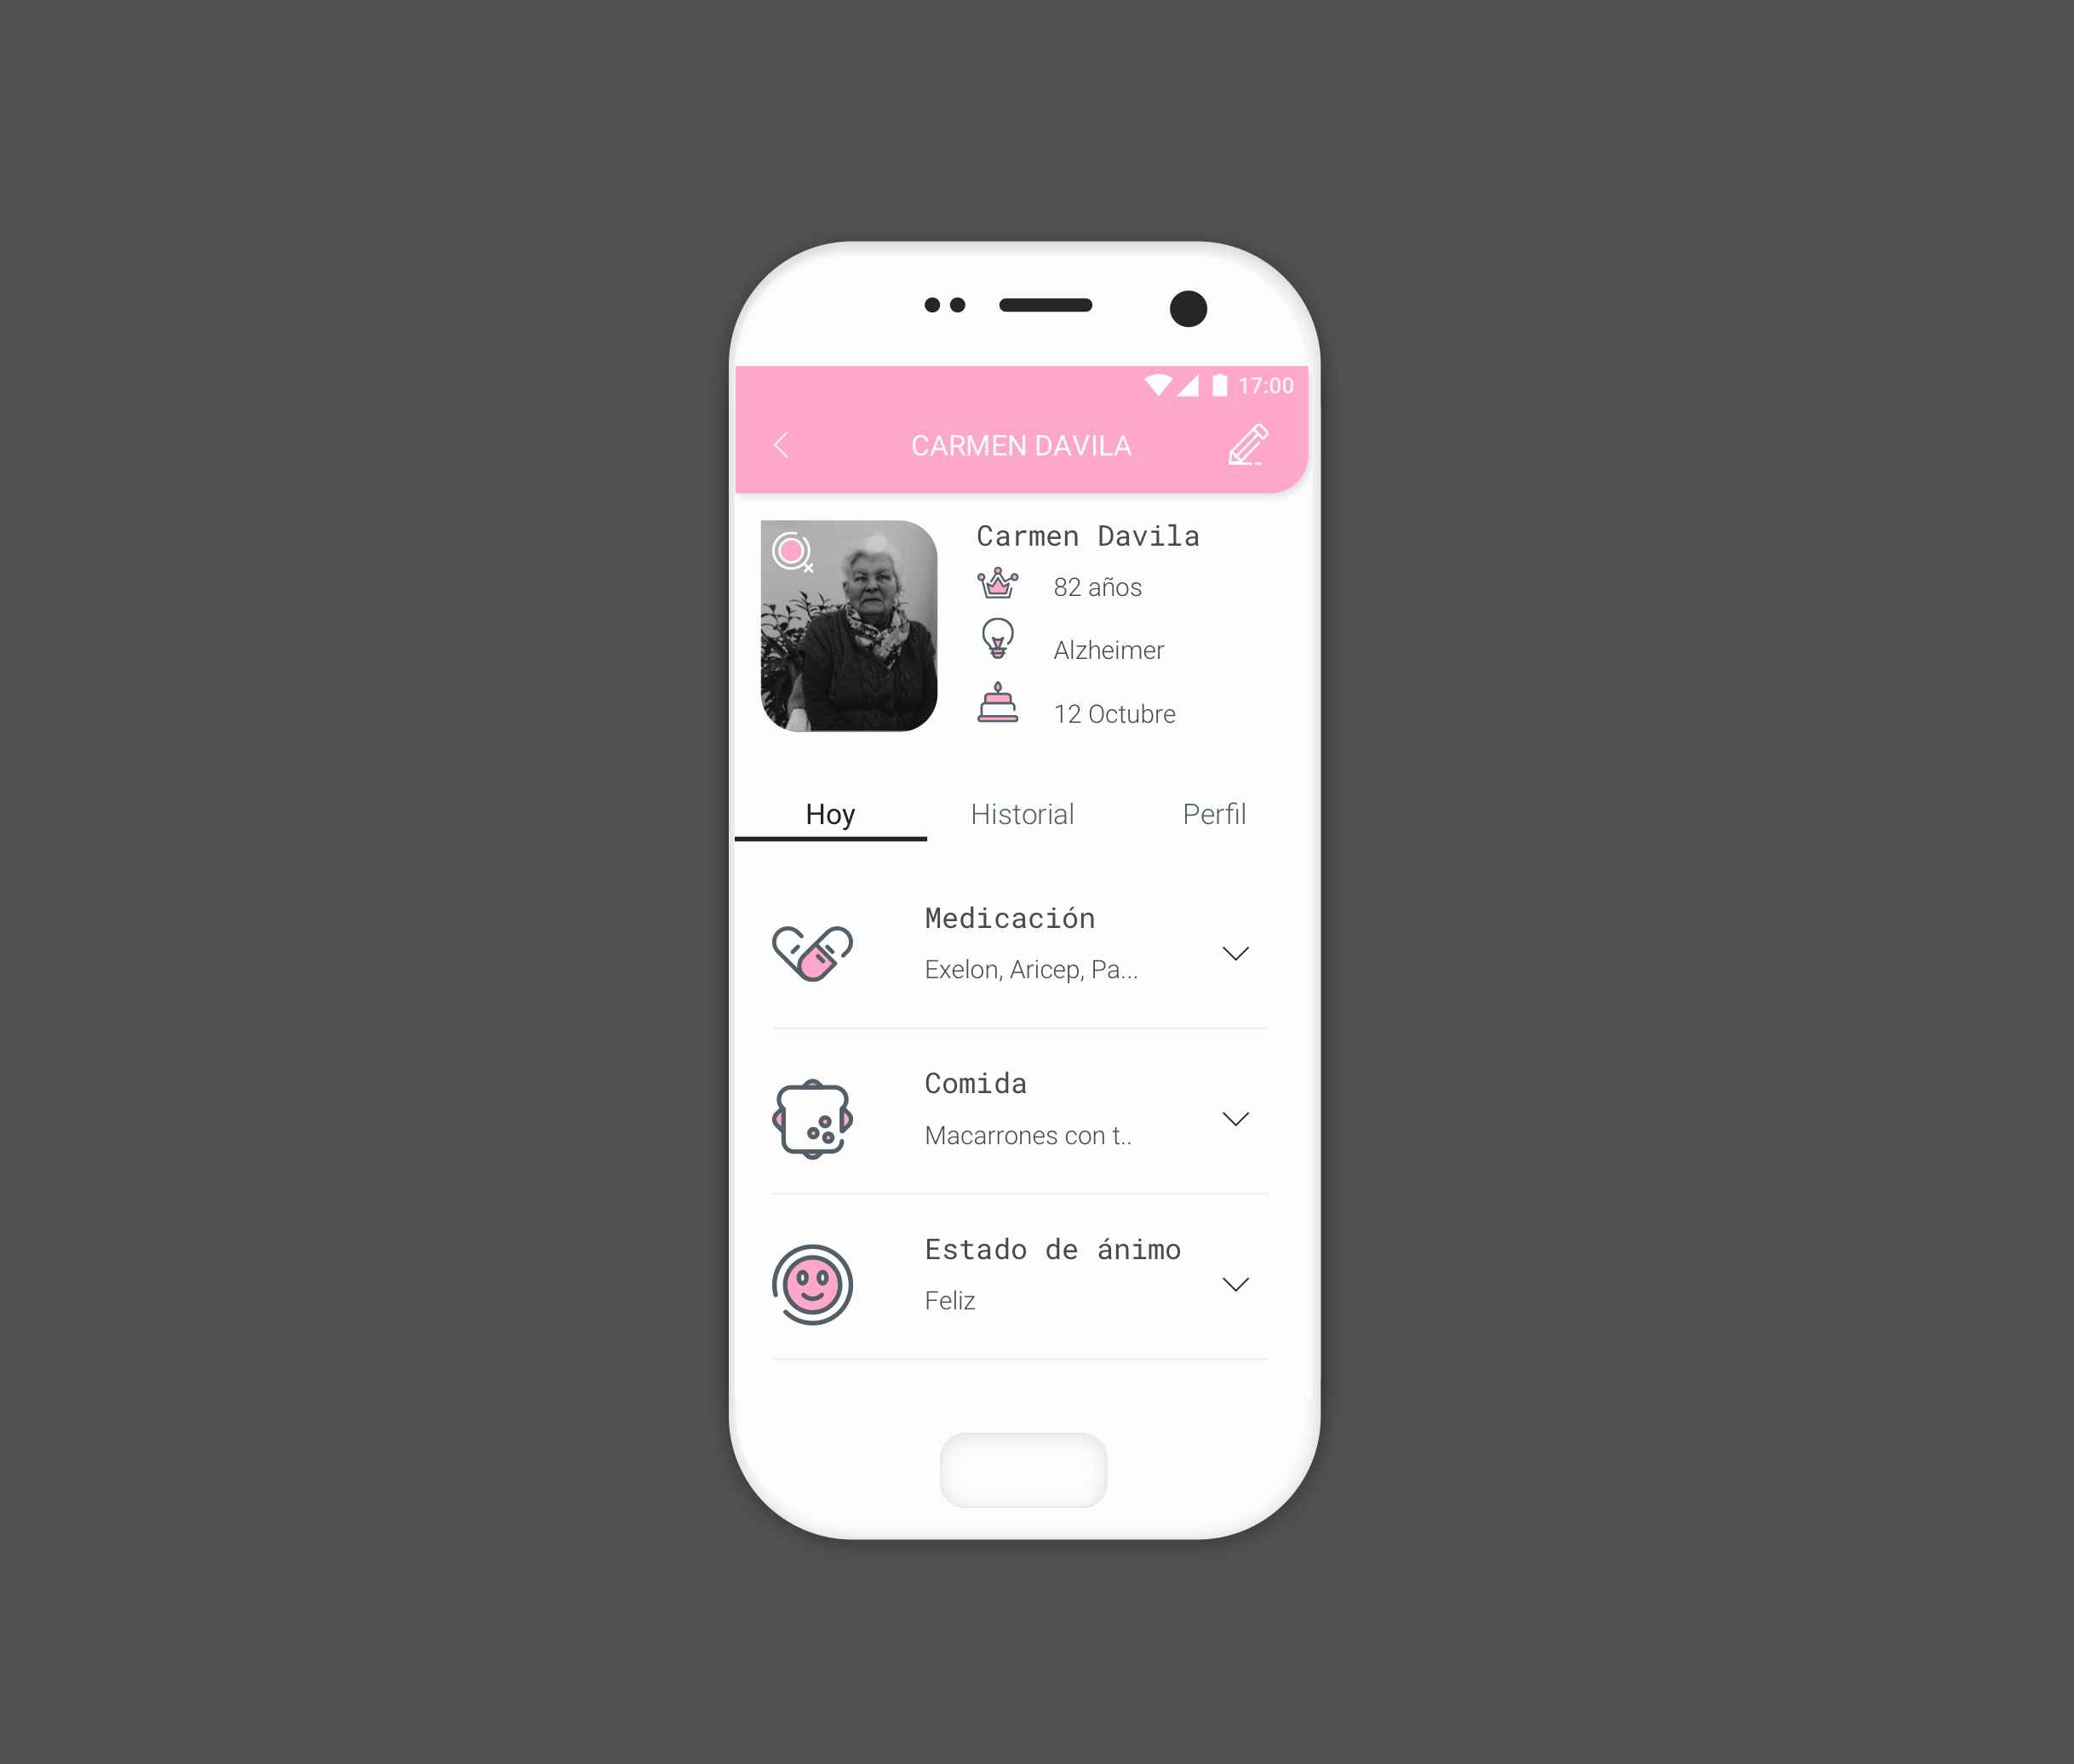 17:00
CARMEN DAVILA
Carmen Davila
82 años
Alzheimer
12 Octubre
Hoy Historial Perfil
Medicación
Exelon, Aricep, Pa...
Comida
Macarrones con t..
Estado de ánimo
Feliz